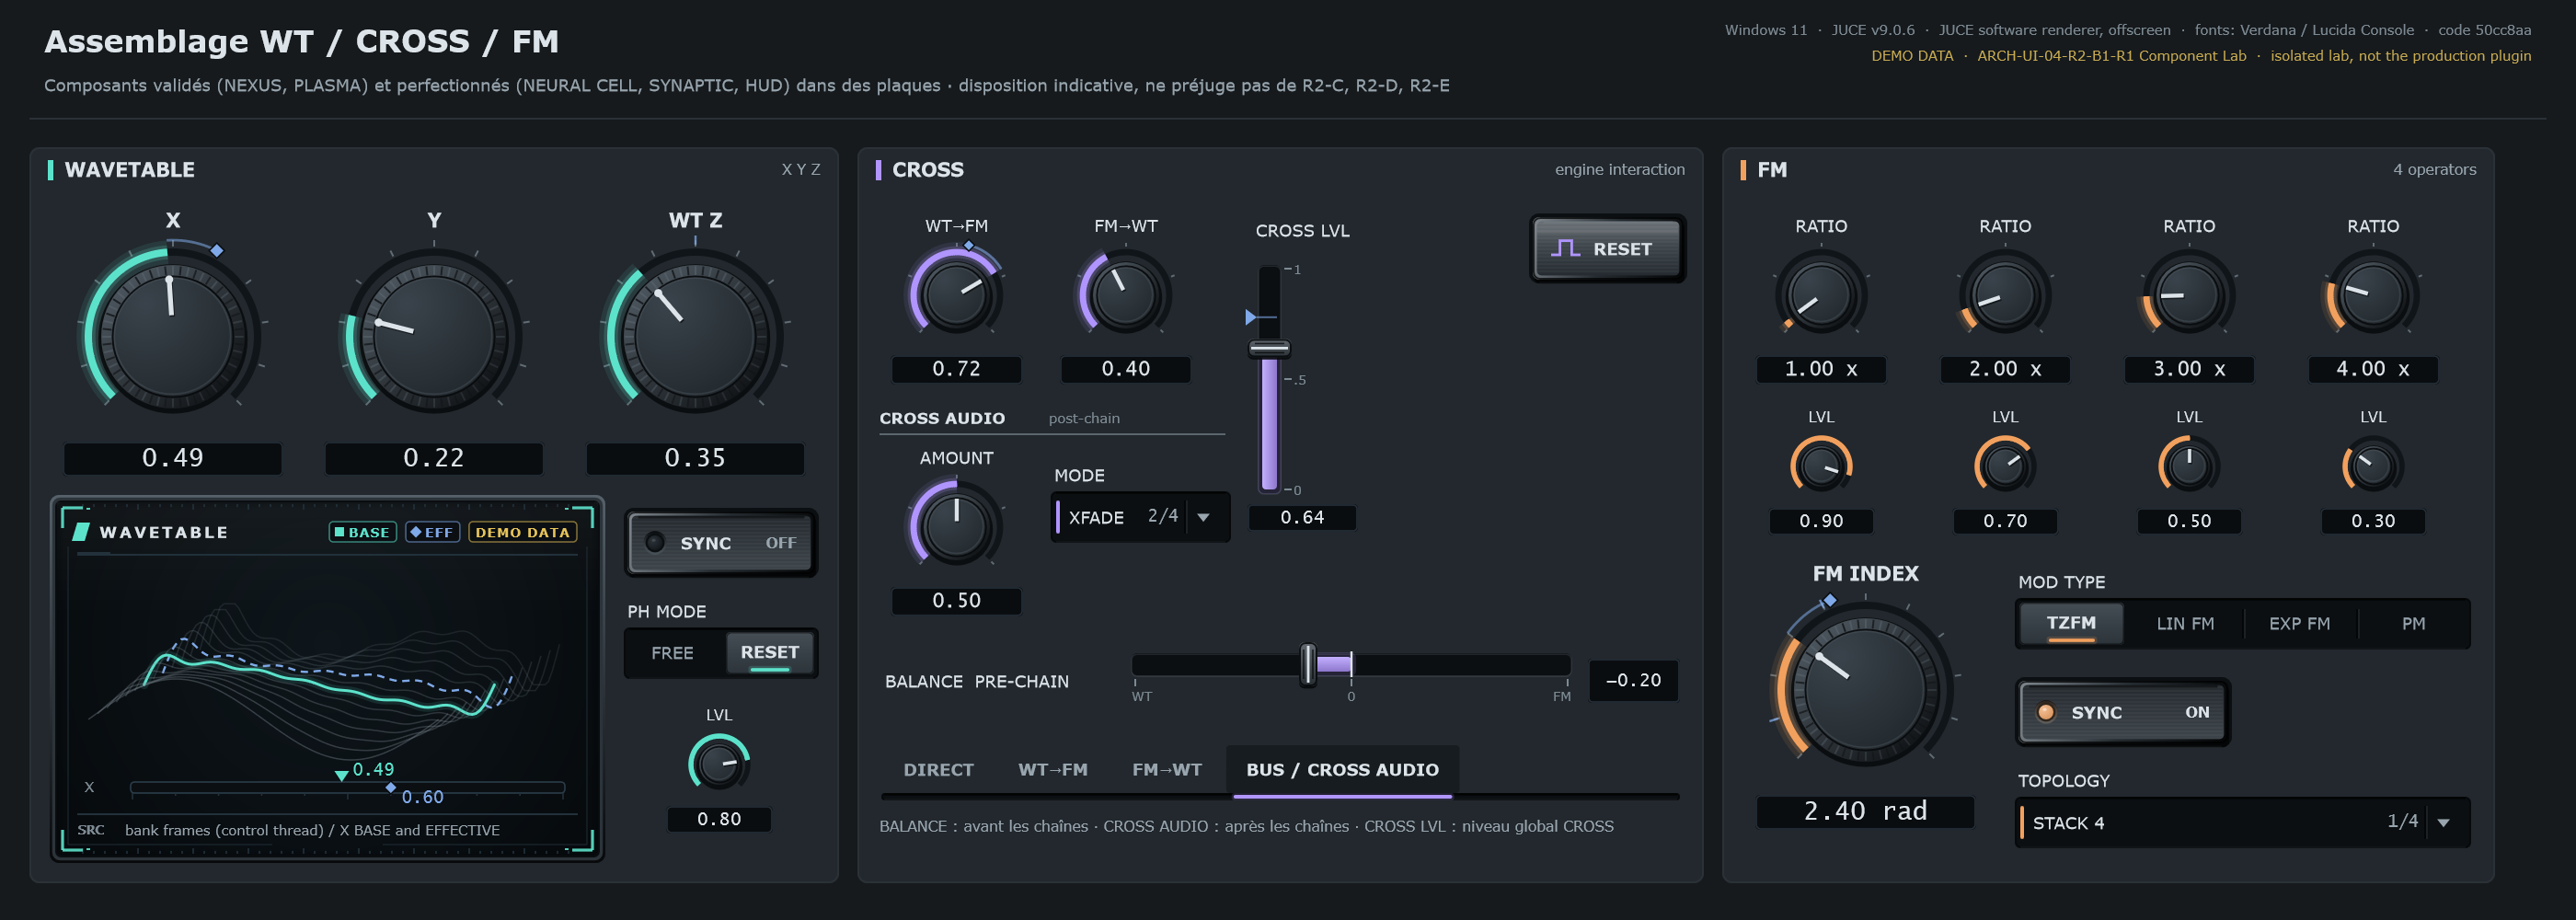 Assemblage WT / CROSS / FM
Composants validés (NEXUS, PLASMA) et perfectionnés (NEURAL CELL, SYNAPTIC, HUD) dans des plaques · disposition indicative, ne préjuge pas de R2-C, R2-D, R2-E
Windows 11 · JUCE v9.0.6 · JUCE software renderer, offscreen · fonts: Verdana / Lucida Console · code 50cc8aa
DEMO DATA · ARCH-UI-04-R2-B1-R1 Component Lab · isolated lab, not the production plugin
WAVETABLE
X Y Z
X
Y
WT Z
0.49
0.22
0.35
WAVETABLE
BASE
EFF
DEMO DATA
0.49
X
0.60
SRC
bank frames (control thread) / X BASE and EFFECTIVE
SYNC
OFF
PH MODE
FREE
RESET
LVL
0.80
CROSS
engine interaction
WT→FM
FM→WT
CROSS LVL
RESET
1
.5
0
0.72
0.40
0.64
CROSS AUDIO
post-chain
AMOUNT
MODE
XFADE
2/4
0.50
BALANCE PRE-CHAIN
WT
0
FM
−0.20
DIRECT
WT→FM
FM→WT
BUS / CROSS AUDIO
BALANCE : avant les chaînes · CROSS AUDIO : après les chaînes · CROSS LVL : niveau global CROSS
FM
4 operators
RATIO
RATIO
RATIO
RATIO
1.00 x
2.00 x
3.00 x
4.00 x
LVL
LVL
LVL
LVL
0.90
0.70
0.50
0.30
FM INDEX
2.40 rad
MOD TYPE
TZFM
LIN FM
EXP FM
PM
SYNC
ON
TOPOLOGY
STACK 4
1/4